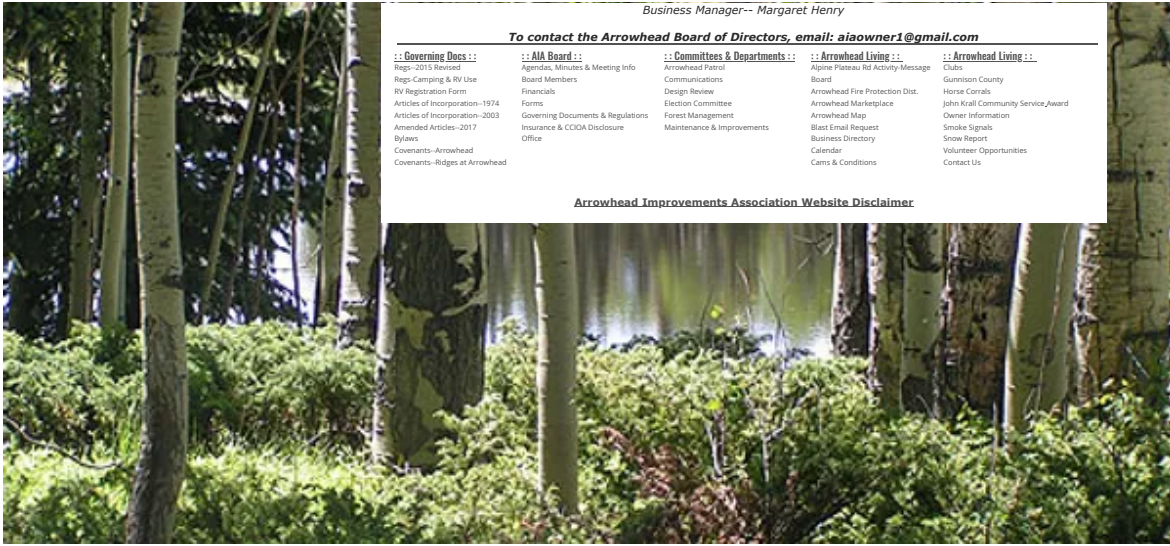 Business Manager-- Margaret Henry
To contact the Arrowhead Board of Directors, email: aiaowner1@gmail.com
: : Governing Docs : :
Regs--2015 Revised
Regs-Camping & RV Use
RV Registration Form
Articles of Incorporation--1974
Articles of Incorporation--2003
Amended Articles--2017
Bylaws
Covenants--Arrowhead
Covenants--Ridges at Arrowhead
: : AIA Board : :
Agendas, Minutes & Meeting Info
Board Members
Financials
Forms
Governing Documents & Regulations
Insurance & CCIOA Disclosure
Office
: : Committees & Departments : :
Arrowhead Patrol
Communications
Design Review
Election Committee
Forest Management
Maintenance & Improvements
: : Arrowhead Living : :
Alpine Plateau Rd Activity-Message
Board
Arrowhead Fire Protection Dist.
Arrowhead Marketplace
Arrowhead Map
Blast Email Request
Business Directory
Calendar
Cams & Conditions
: : Arrowhead Living : :
Clubs
Gunnison County
Horse Corrals
John Krall Community Service Award
Owner Information
Smoke Signals
Snow Report
Volunteer Opportunities
Contact Us
Arrowhead Improvements Association Website Disclaimer